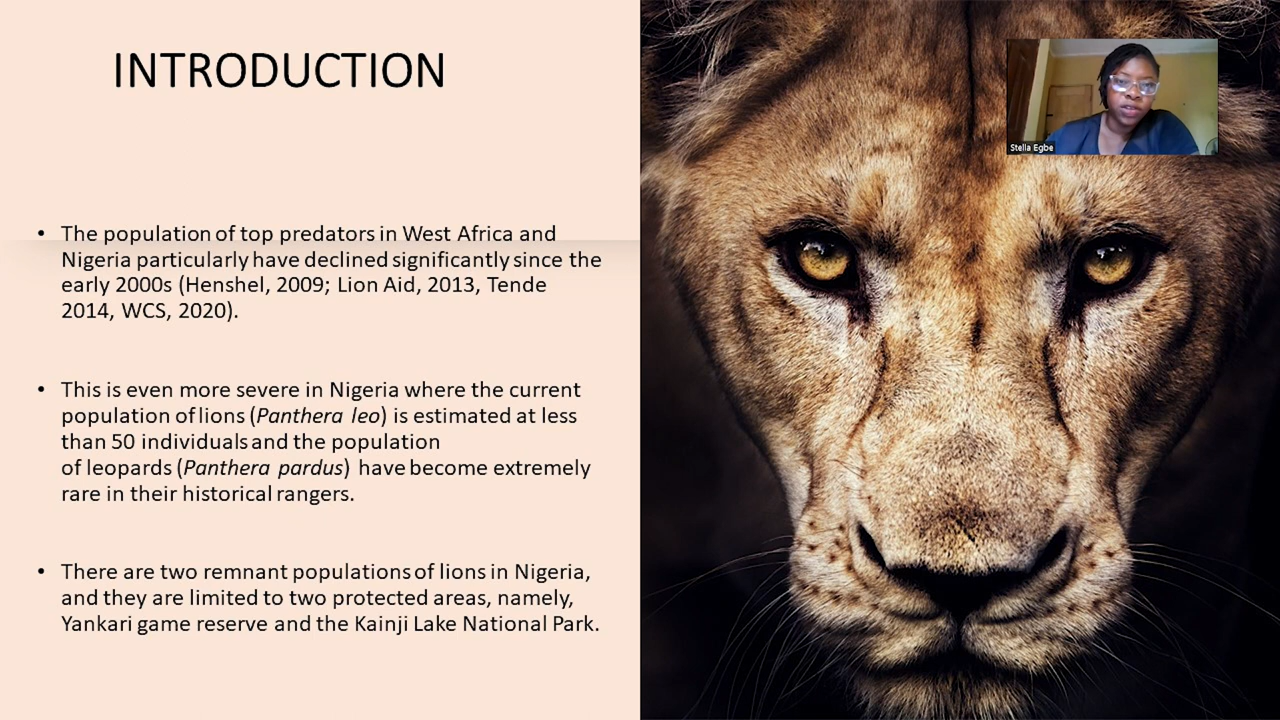 INTRODUCTION
Stella Egbe
• The population of top predators in West Africa and
Nigeria particularly have declined significantly since the
early 2000s (Henshel, 2009; Lion Aid, 2013, Tende
2014, WCS, 2020).
• This is even more severe in Nigeria where the current
population of lions (Panthera leo) is estimated at less
than 50 individuals and the population
of leopards (Panthera pardus) have become extremely
rare in their historical rangers.
• There are two remnant populations of lions in Nigeria,
and they are limited to two protected areas, namely,
Yankari game reserve and the Kainji Lake National Park.